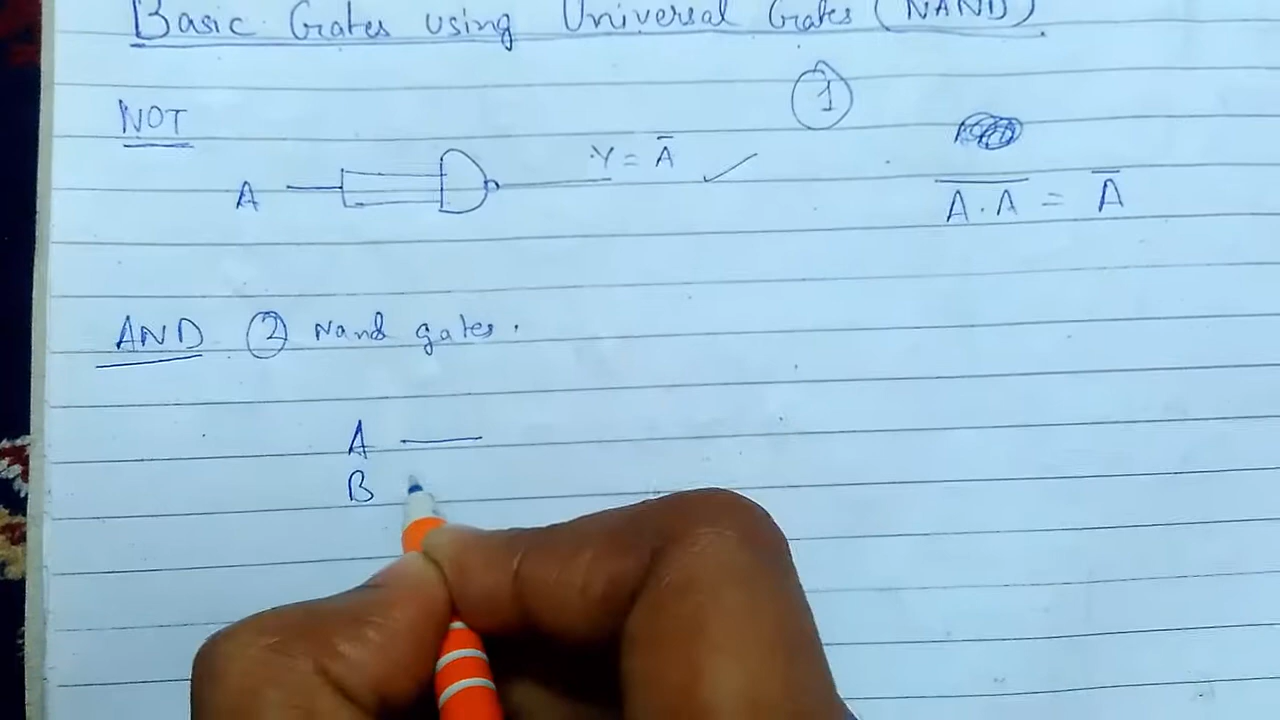 Basic Gates using Universal Gates (NAND)
NOT
1
A
Y = A̅
A̅.̅A̅ = A̅
AND 2 Nand gates.
A
B